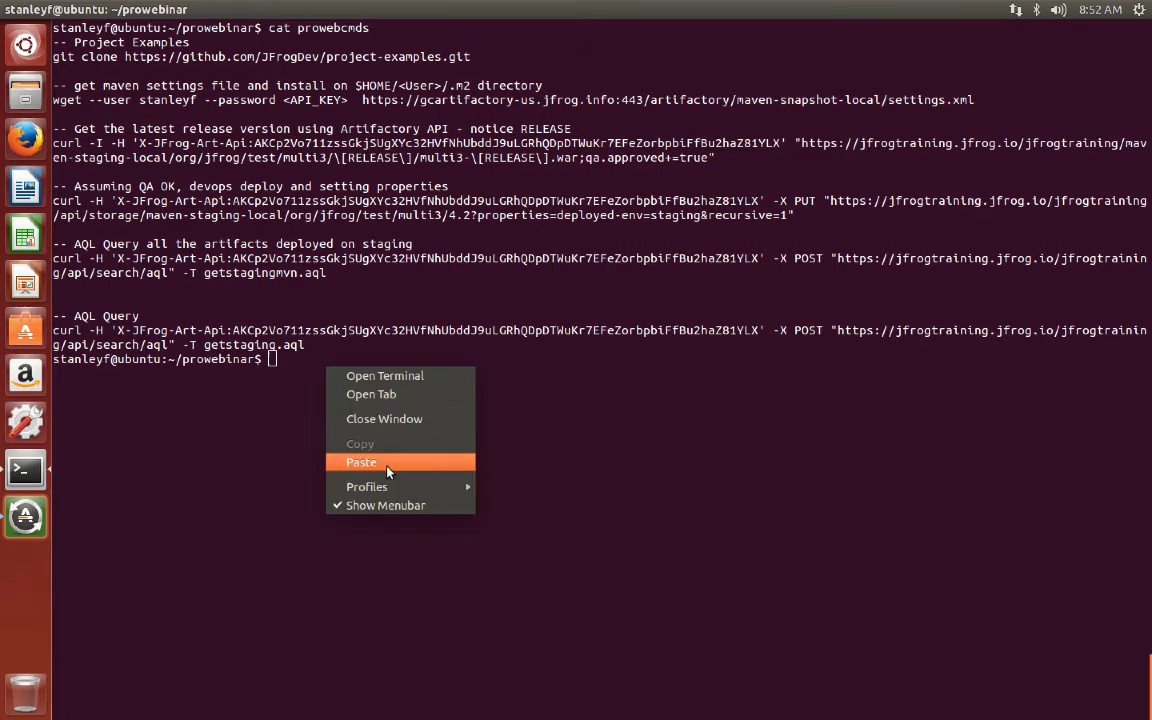 stanleyf@ubuntu: ~/prowebinar
8:52 AM
stanleyf@ubuntu:~/prowebinar$ cat prowebcmds
-- Project Examples
git clone https://github.com/JFrogDev/project-examples.git
-- get maven settings file and install on $HOME/<User>/.m2 directory
wget --user stanleyf --password <API_KEY>  https://gcartifactory-us.jfrog.info:443/artifactory/maven-snapshot-local/settings.xml
-- Get the latest release version using Artifactory API - notice RELEASE
curl -I -H 'X-JFrog-Art-Api:AKCp2Vo711zssGkjSUgXYc32HVfNhUbddJ9uLGRhQDpDTWuKr7EFeZorbpbiFfBu2haZ81YLX' "https://jfrogtraining.jfrog.io/jfrogtraining/mav
en-staging-local/org/jfrog/test/multi3/\[RELEASE\]/multi3-\[RELEASE\].war;qa.approved+=true"
-- Assuming QA OK, devops deploy and setting properties
curl -H 'X-JFrog-Art-Api:AKCp2Vo711zssGkjSUgXYc32HVfNhUbddJ9uLGRhQDpDTWuKr7EFeZorbpbiFfBu2haZ81YLX' -X PUT "https://jfrogtraining.jfrog.io/jfrogtraining
/api/storage/maven-staging-local/org/jfrog/test/multi3/4.2?properties=deployed-env=staging&recursive=1"
-- AQL Query all the artifacts deployed on staging
curl -H 'X-JFrog-Art-Api:AKCp2Vo711zssGkjSUgXYc32HVfNhUbddJ9uLGRhQDpDTWuKr7EFeZorbpbiFfBu2haZ81YLX' -X POST "https://jfrogtraining.jfrog.io/jfrogtrainin
g/api/search/aql" -T getstagingmvn.aql
-- AQL Query
curl -H 'X-JFrog-Art-Api:AKCp2Vo711zssGkjSUgXYc32HVfNhUbddJ9uLGRhQDpDTWuKr7EFeZorbpbiFfBu2haZ81YLX' -X POST "https://jfrogtraining.jfrog.io/jfrogtrainin
g/api/search/aql" -T getstaging.aql
stanleyf@ubuntu:~/prowebinar$
Open Terminal
Open Tab
Close Window
Copy
Paste
Profiles
Show Menubar